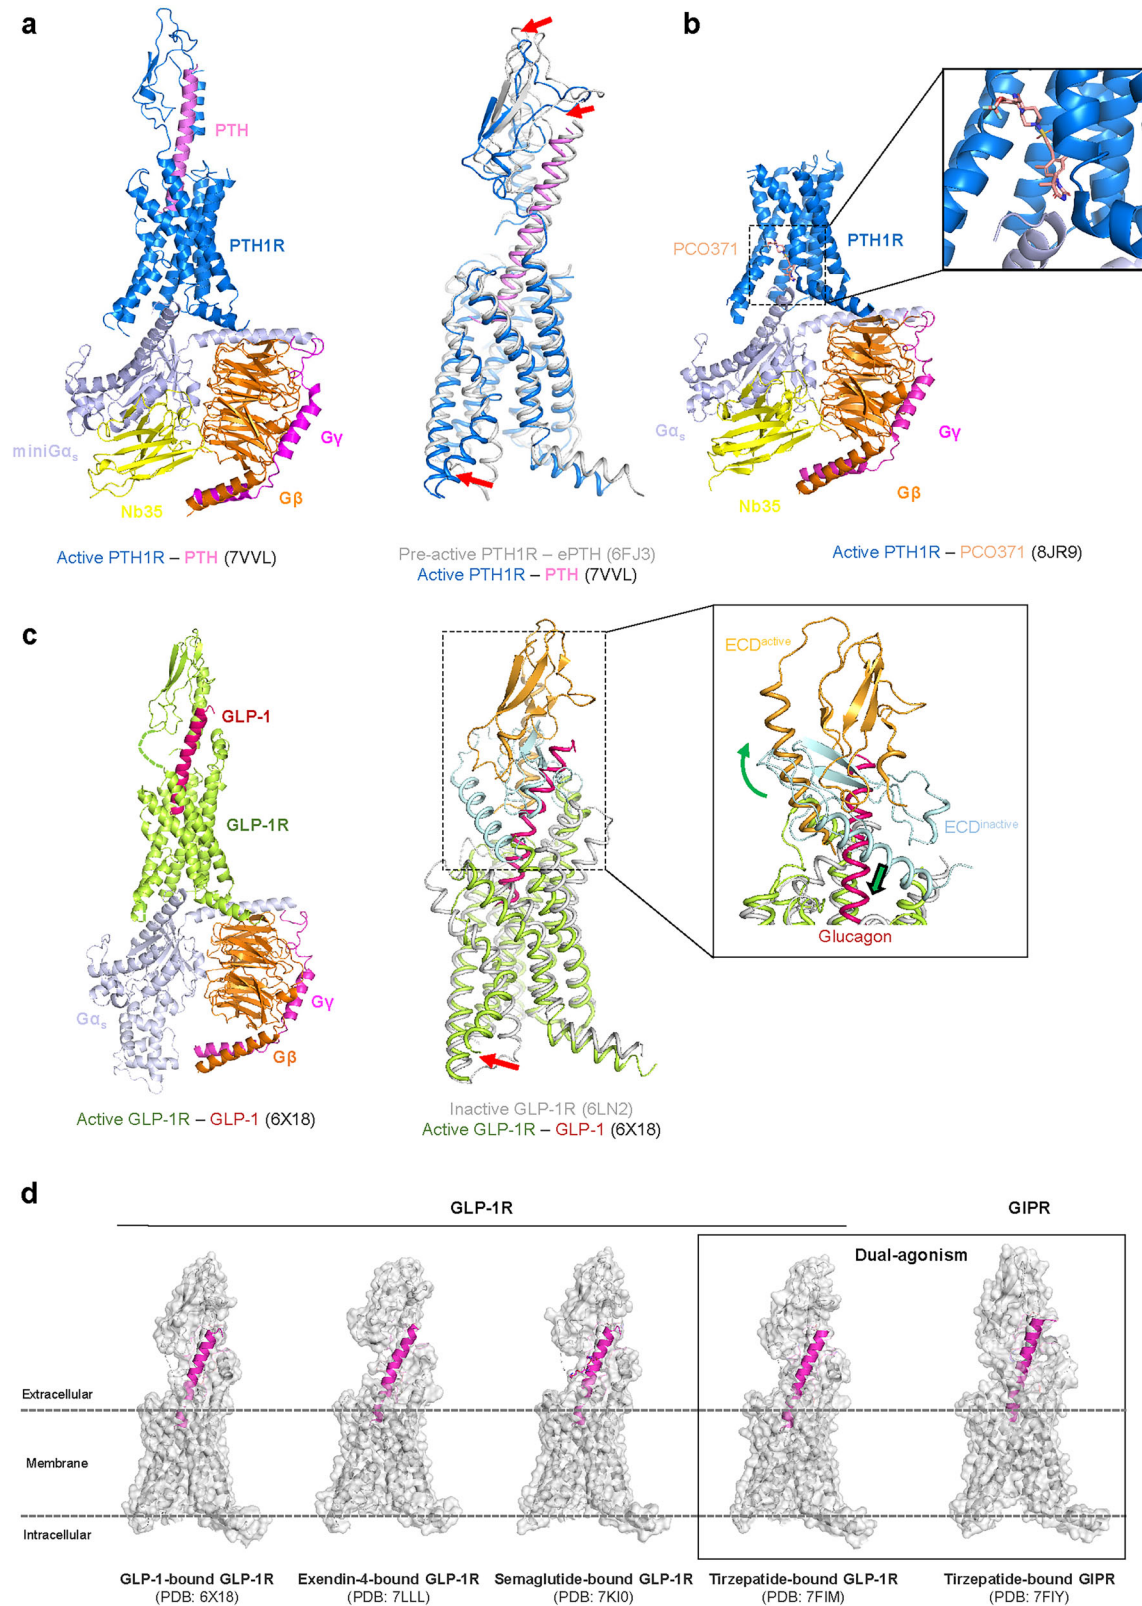 a
PTH
PTH1R
miniGαs
Nb35
Gβ
Gγ
Active PTH1R – PTH (7VVL)
Pre-active PTH1R – ePTH (6FJ3)
Active PTH1R – PTH (7VVL)
b
PCO371
PTH1R
Gαs
Gγ
Nb35
Gβ
Active PTH1R – PCO371 (8JR9)
c
GLP-1
GLP-1R
Gαs
Gγ
Gβ
Active GLP-1R – GLP-1 (6X18)
Inactive GLP-1R (6LN2)
Active GLP-1R – GLP-1 (6X18)
ECDactive
ECDinactive
Glucagon
d
GLP-1R
GIPR
Dual-agonism
Extracellular
Membrane
Intracellular
GLP-1-bound GLP-1R
(PDB: 6X18)
Exendin-4-bound GLP-1R
(PDB: 7LLL)
Semaglutide-bound GLP-1R
(PDB: 7KI0)
Tirzepatide-bound GLP-1R
(PDB: 7FIM)
Tirzepatide-bound GIPR
(PDB: 7FIY)